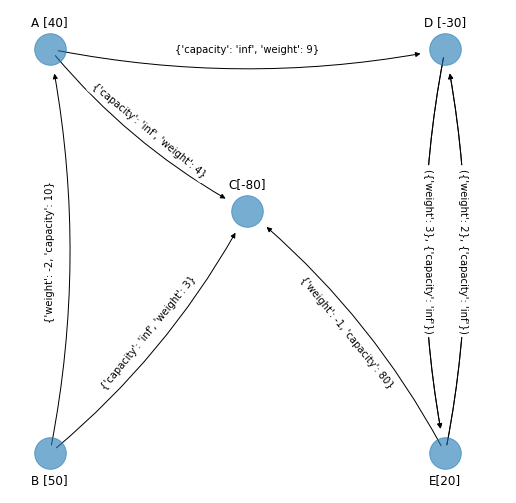 A [40]
D [-30]
{'capacity': 'inf', 'weight': 9}
{'capacity': 'inf', 'weight': 4}
C[-80]
{'weight': -2, 'capacity': 10}
({'weight': 3}, {'capacity': 'inf'})
({'weight': 2}, {'capacity': 'inf'})
{'capacity': 'inf', 'weight': 3}
{'weight': -1, 'capacity': 80}
B [50]
E[20]